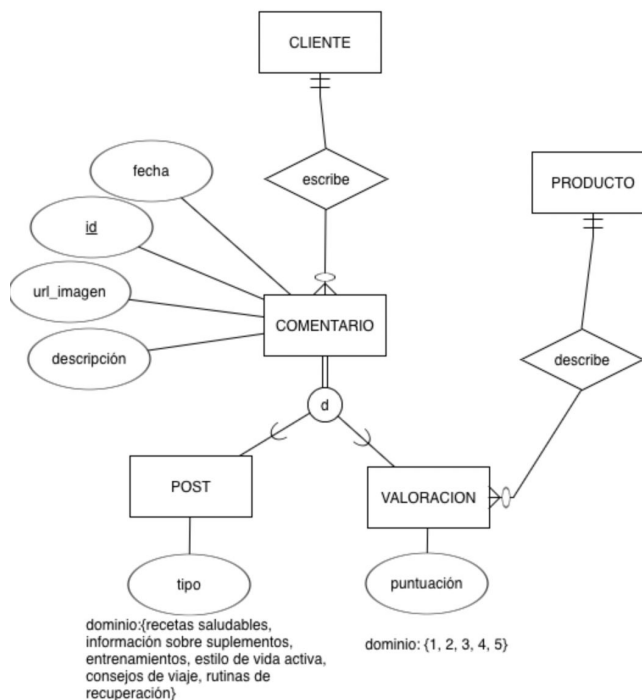 CLIENTE
fecha
escribe
PRODUCTO
id
url_imagen
COMENTARIO
descripción
describe
d
POST
VALORACION
tipo
puntuación
dominio:{recetas saludables,
información sobre suplementos,
entrenamientos, estilo de vida activa,
consejos de viaje, rutinas de
recuperación}
dominio: {1, 2, 3, 4, 5}